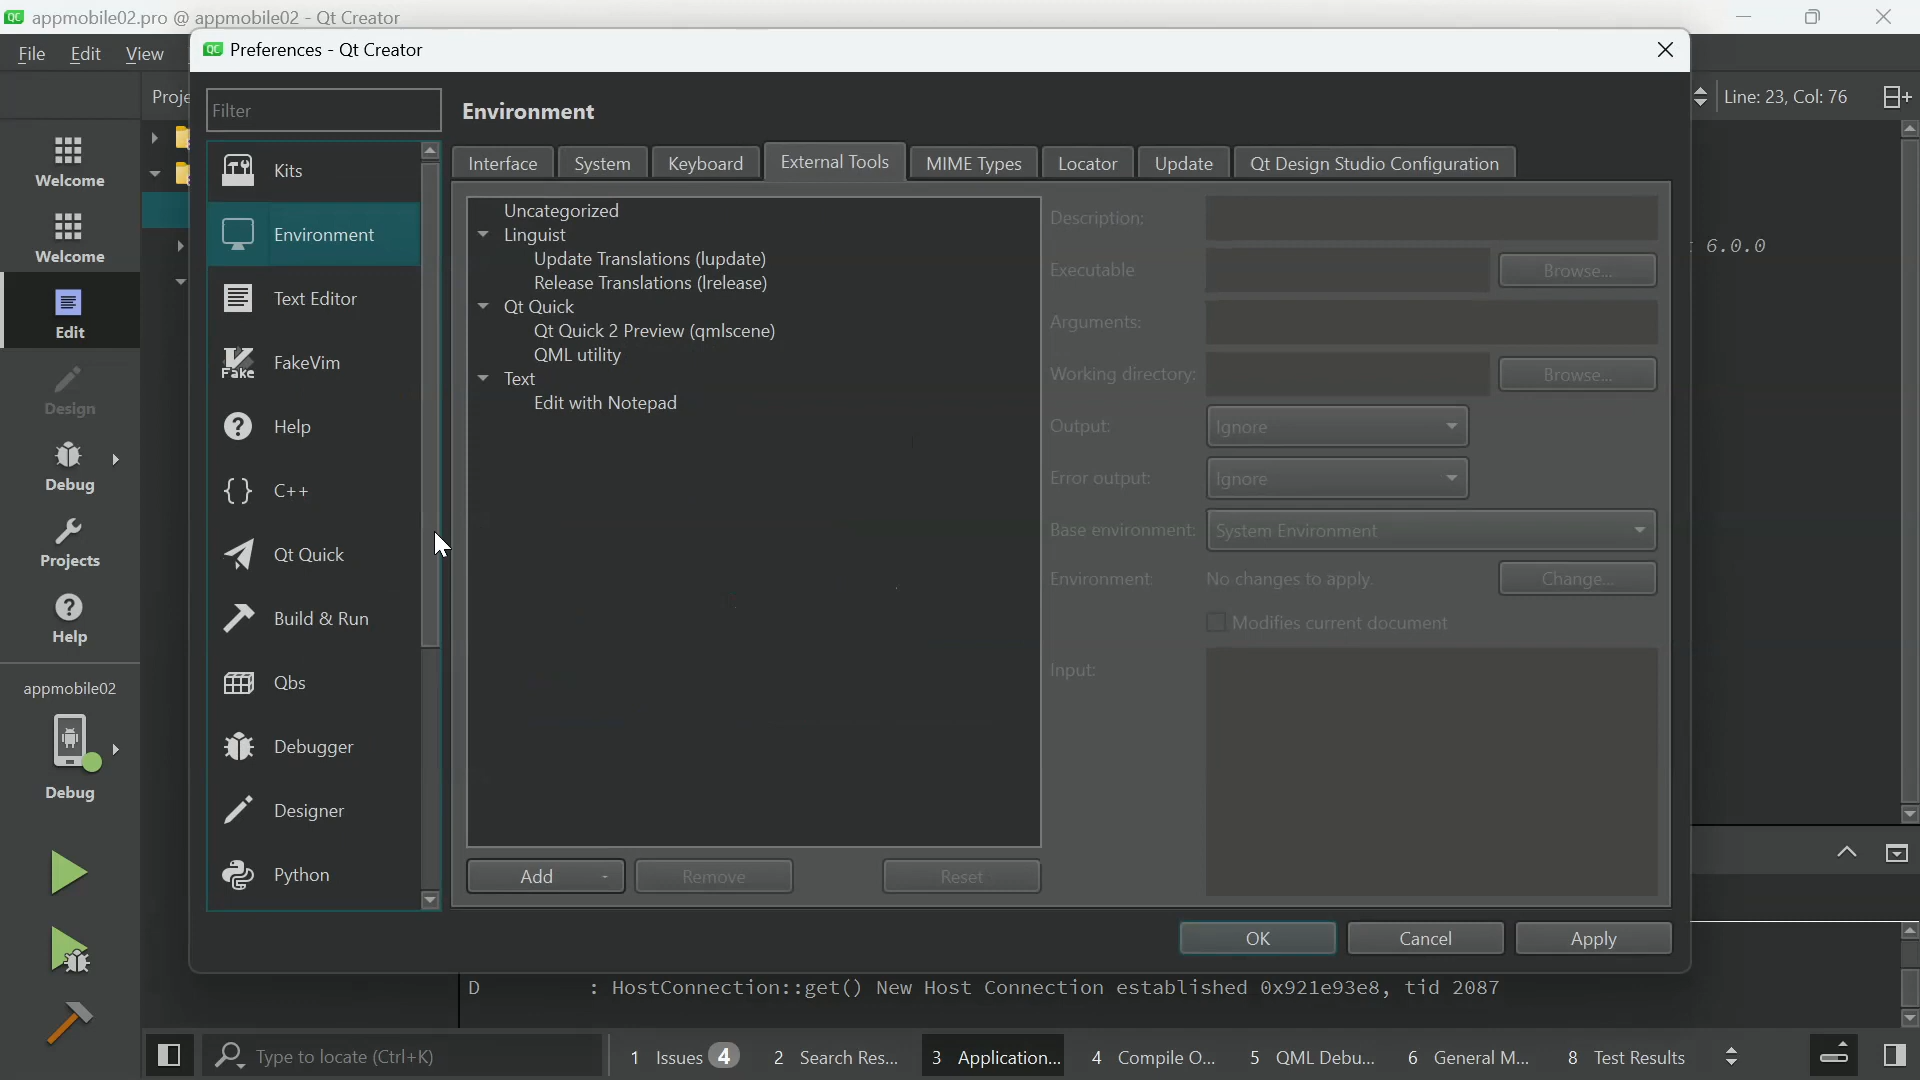 appmobile02.pro @ appmobile02 - Qt Creator
File Edit View
Preferences - Qt Creator
Proje
Line: 23, Col: 76
Filter
Environment
Interface System Keyboard External Tools MIME Types Locator Update Qt Design Studio Configuration
Welcome
Welcome
Edit
Design
Debug
Projects
Help
appmobile02
Debug
Kits
Environment
Text Editor
FakeVim
Help
C++
Qt Quick
Build & Run
Qbs
Debugger
Designer
Python
Uncategorized
Linguist
Update Translations (lupdate)
Release Translations (lrelease)
Qt Quick
Qt Quick 2 Preview (qmlscene)
QML utility
Text
Edit with Notepad
Add Remove Reset
Description:
Executable Browse...
Arguments:
Working directory: Browse...
Output: Ignore
Error output: Ignore
Base environment: System Environment
Environment: No changes to apply. Change...
Modifies current document
Input:
6.0.0
OK Cancel Apply
D : HostConnection::get() New Host Connection established 0x921e93e8, tid 2087
Type to locate (Ctrl+K) 1 Issues 4 2 Search Res... 3 Application... 4 Compile O... 5 QML Debu... 6 General M... 8 Test Results